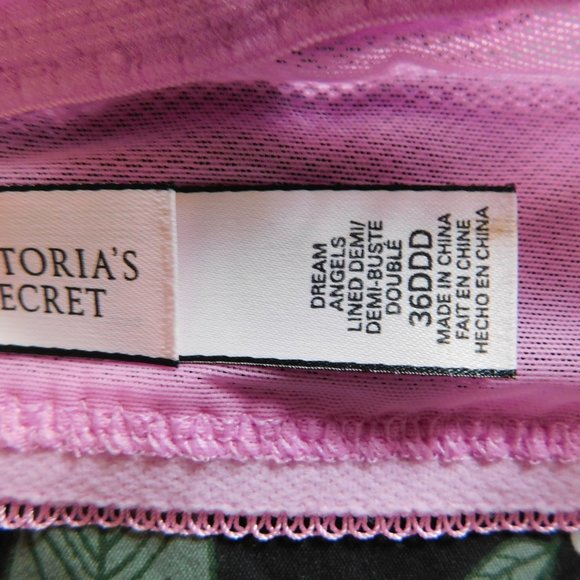 TORIA'S
ECRET
DREAM
ANGELS
LINED DEMI/
DEMI-BUSTE
DOUBLÉ
36DDD
MADE IN CHINA
FAIT EN CHINE
HECHO EN CHINA